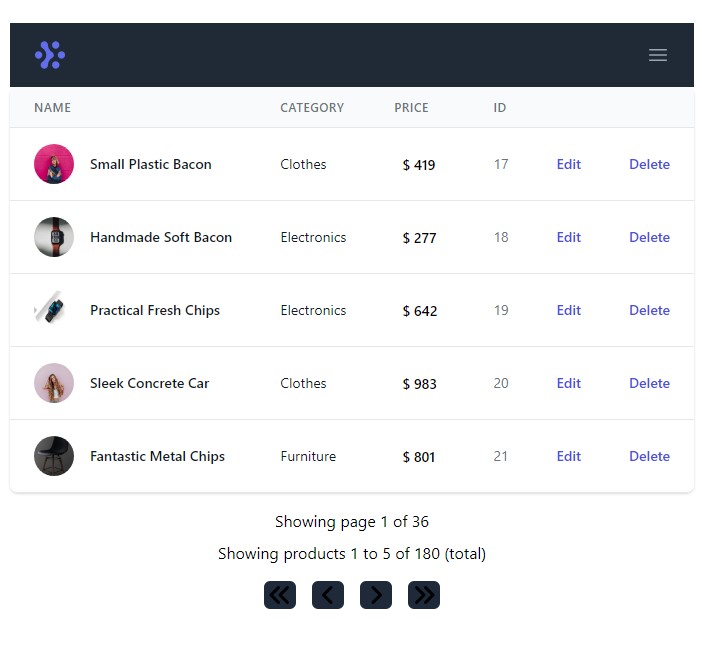 NAME CATEGORY PRICE ID
Small Plastic Bacon Clothes $ 419 17 Edit Delete
Handmade Soft Bacon Electronics $ 277 18 Edit Delete
Practical Fresh Chips Electronics $ 642 19 Edit Delete
Sleek Concrete Car Clothes $ 983 20 Edit Delete
Fantastic Metal Chips Furniture $ 801 21 Edit Delete
Showing page 1 of 36
Showing products 1 to 5 of 180 (total)